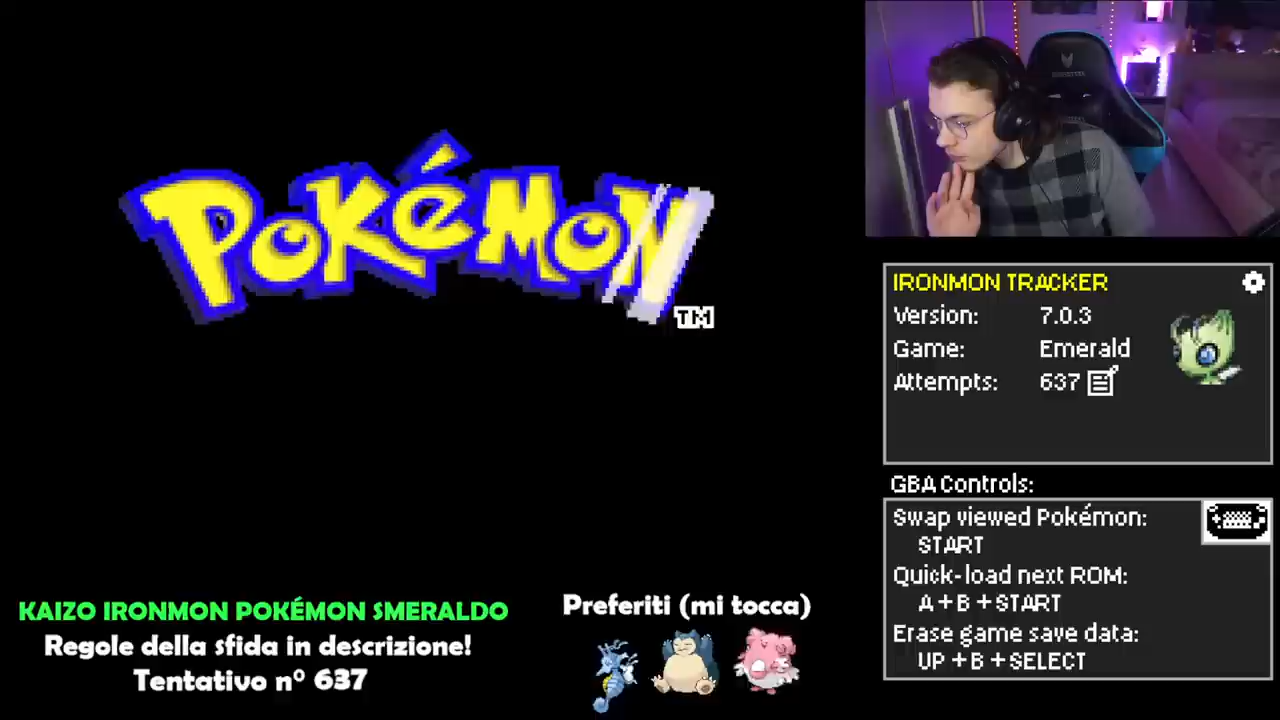 POKéMON
TM
IRONMON TRACKER
Version: 7.0.3
Game: Emerald
Attempts: 637
GBA Controls:
Swap viewed Pokémon:
START
Quick-load next ROM:
A + B + START
Erase game save data:
UP + B + SELECT
KAIZO IRONMON POKÉMON SMERALDO
Regole della sfida in descrizione!
Tentativo n° 637
Preferiti (mi tocca)